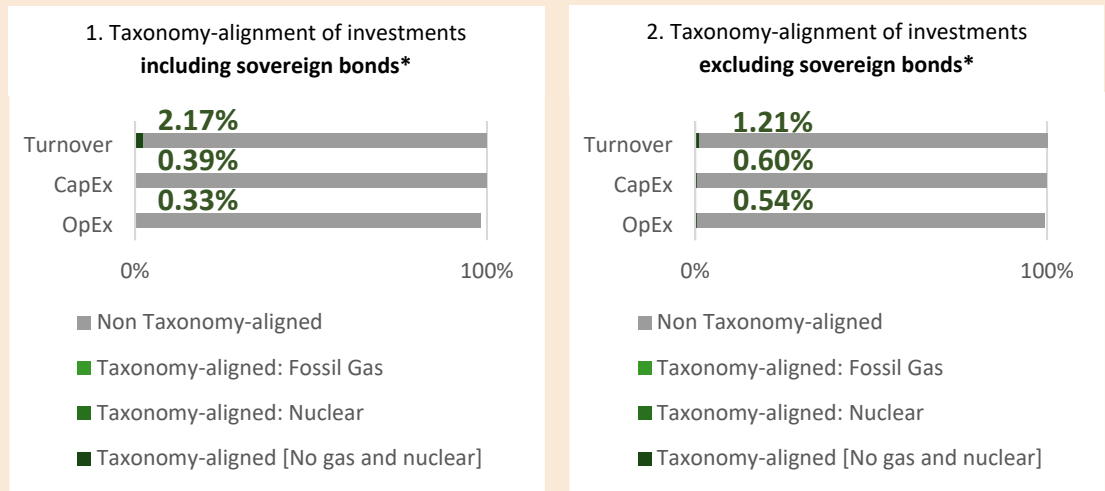 1. Taxonomy-alignment of investments
including sovereign bonds*
2.17%
Turnover
0.39%
CapEx
0.33%
OpEx
0%
100%
Non Taxonomy-aligned
Taxonomy-aligned: Fossil Gas
Taxonomy-aligned: Nuclear
Taxonomy-aligned [No gas and nuclear]
2. Taxonomy-alignment of investments
excluding sovereign bonds*
1.21%
Turnover
0.60%
CapEx
0.54%
OpEx
0%
100%
Non Taxonomy-aligned
Taxonomy-aligned: Fossil Gas
Taxonomy-aligned: Nuclear
Taxonomy-aligned [No gas and nuclear]